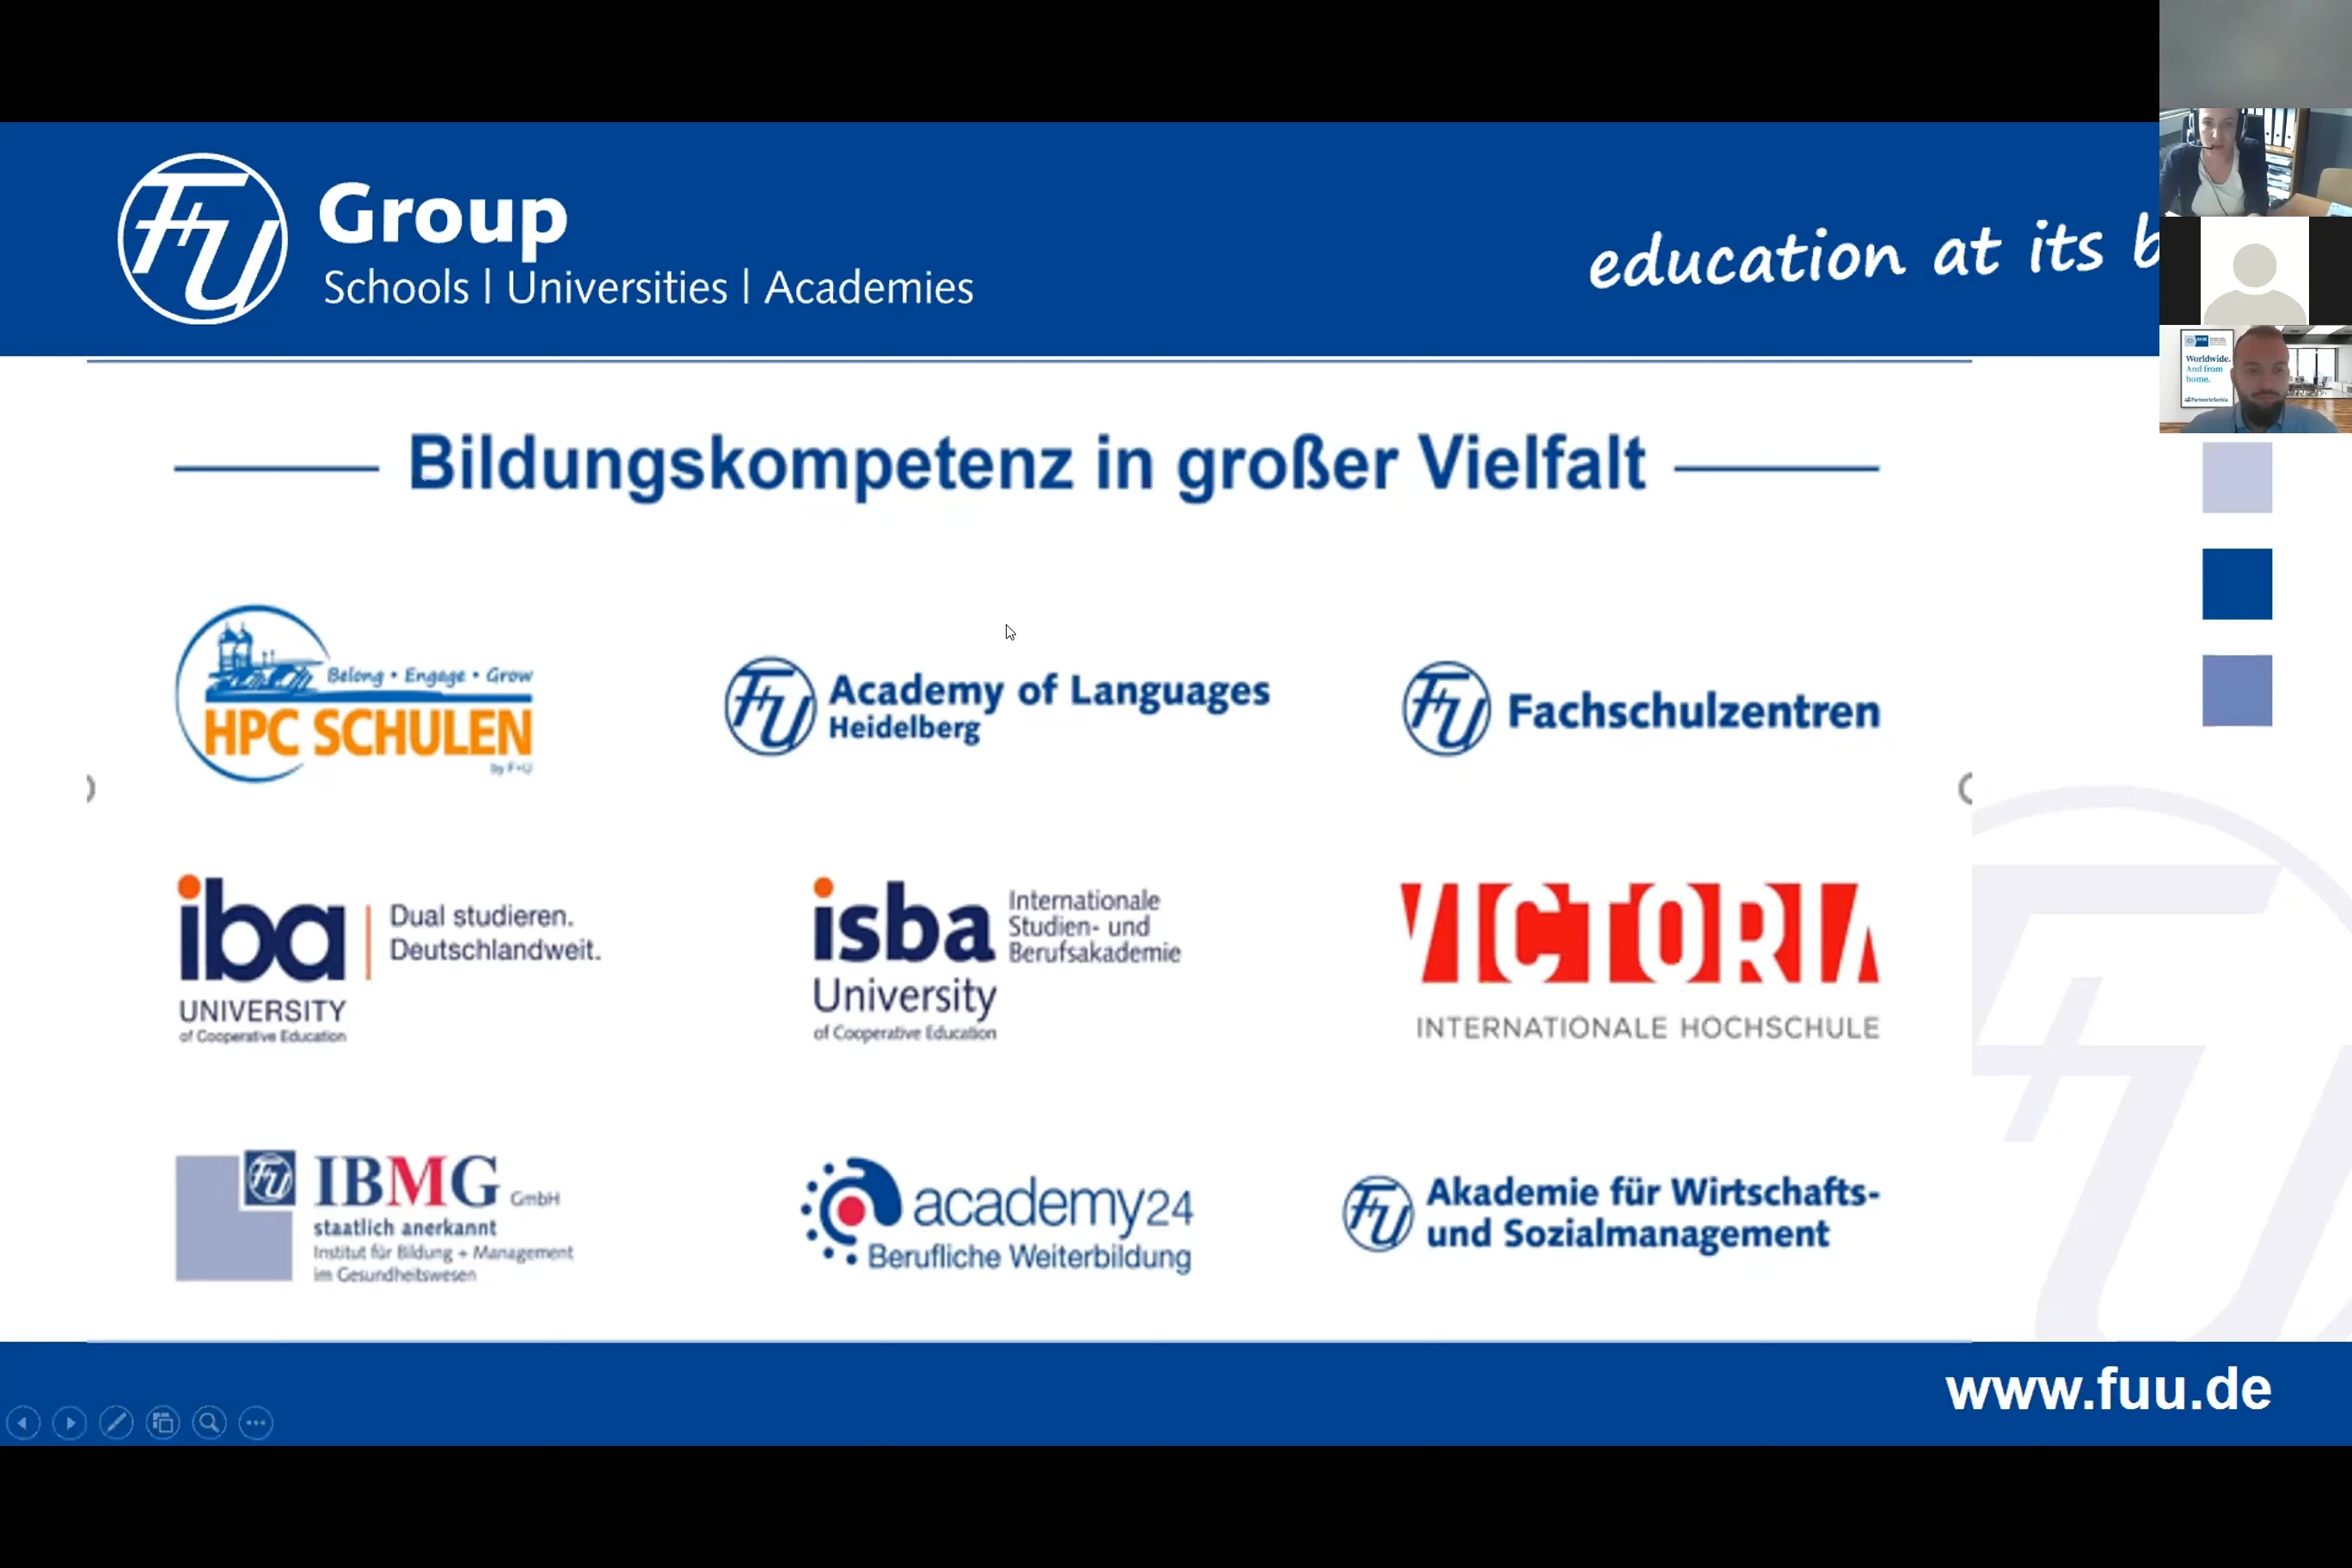 F+U
Group
Schools | Universities | Academies
education at its b
Worldwide.
And from
home.
Bildungskompetenz in großer Vielfalt
Belong • Engage • Grow
HPC SCHULEN
by F+U
F+U
Academy of Languages
Heidelberg
F+U
Fachschulzentren
iba
Dual studieren.
Deutschlandweit.
UNIVERSITY
of Cooperative Education
isba
Internationale
Studien- und
Berufsakademie
University
of Cooperative Education
VICTORIA
INTERNATIONALE HOCHSCHULE
F+U
IBMG GmbH
staatlich anerkannt
Institut für Bildung + Management
im Gesundheitswesen
academy24
Berufliche Weiterbildung
F+U
Akademie für Wirtschafts-
und Sozialmanagement
www.fuu.de